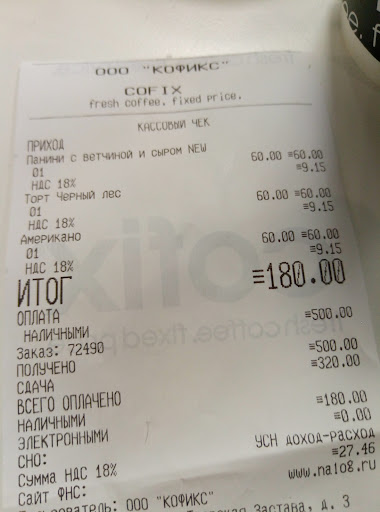 ООО "КОФИКС"
COFIX
fresh coffee. fixed price.
КАССОВЫЙ ЧЕК
ПРИХОД
Панини с ветчиной и сыром NEW
60.00 ≡60.00
01 ≡9.15
НДС 18%
Торт Черный лес 60.00 ≡60.00
01 ≡9.15
НДС 18%
Американо 60.00 ≡60.00
01 ≡9.15
НДС 18%
ИТОГ ≡180.00
ОПЛАТА
НАЛИЧНЫМИ ≡500.00
Заказ: 72490
ПОЛУЧЕНО ≡500.00
СДАЧА ≡320.00
ВСЕГО ОПЛАЧЕНО
НАЛИЧНЫМИ ≡180.00
ЭЛЕКТРОННЫМИ ≡0.00
СНО: УСН ДОХОД-РАСХОД
Сумма НДС 18% ≡27.46
Сайт ФНС: www.nalog.ru
ООО "КОФИКС"
Застава, д. 3